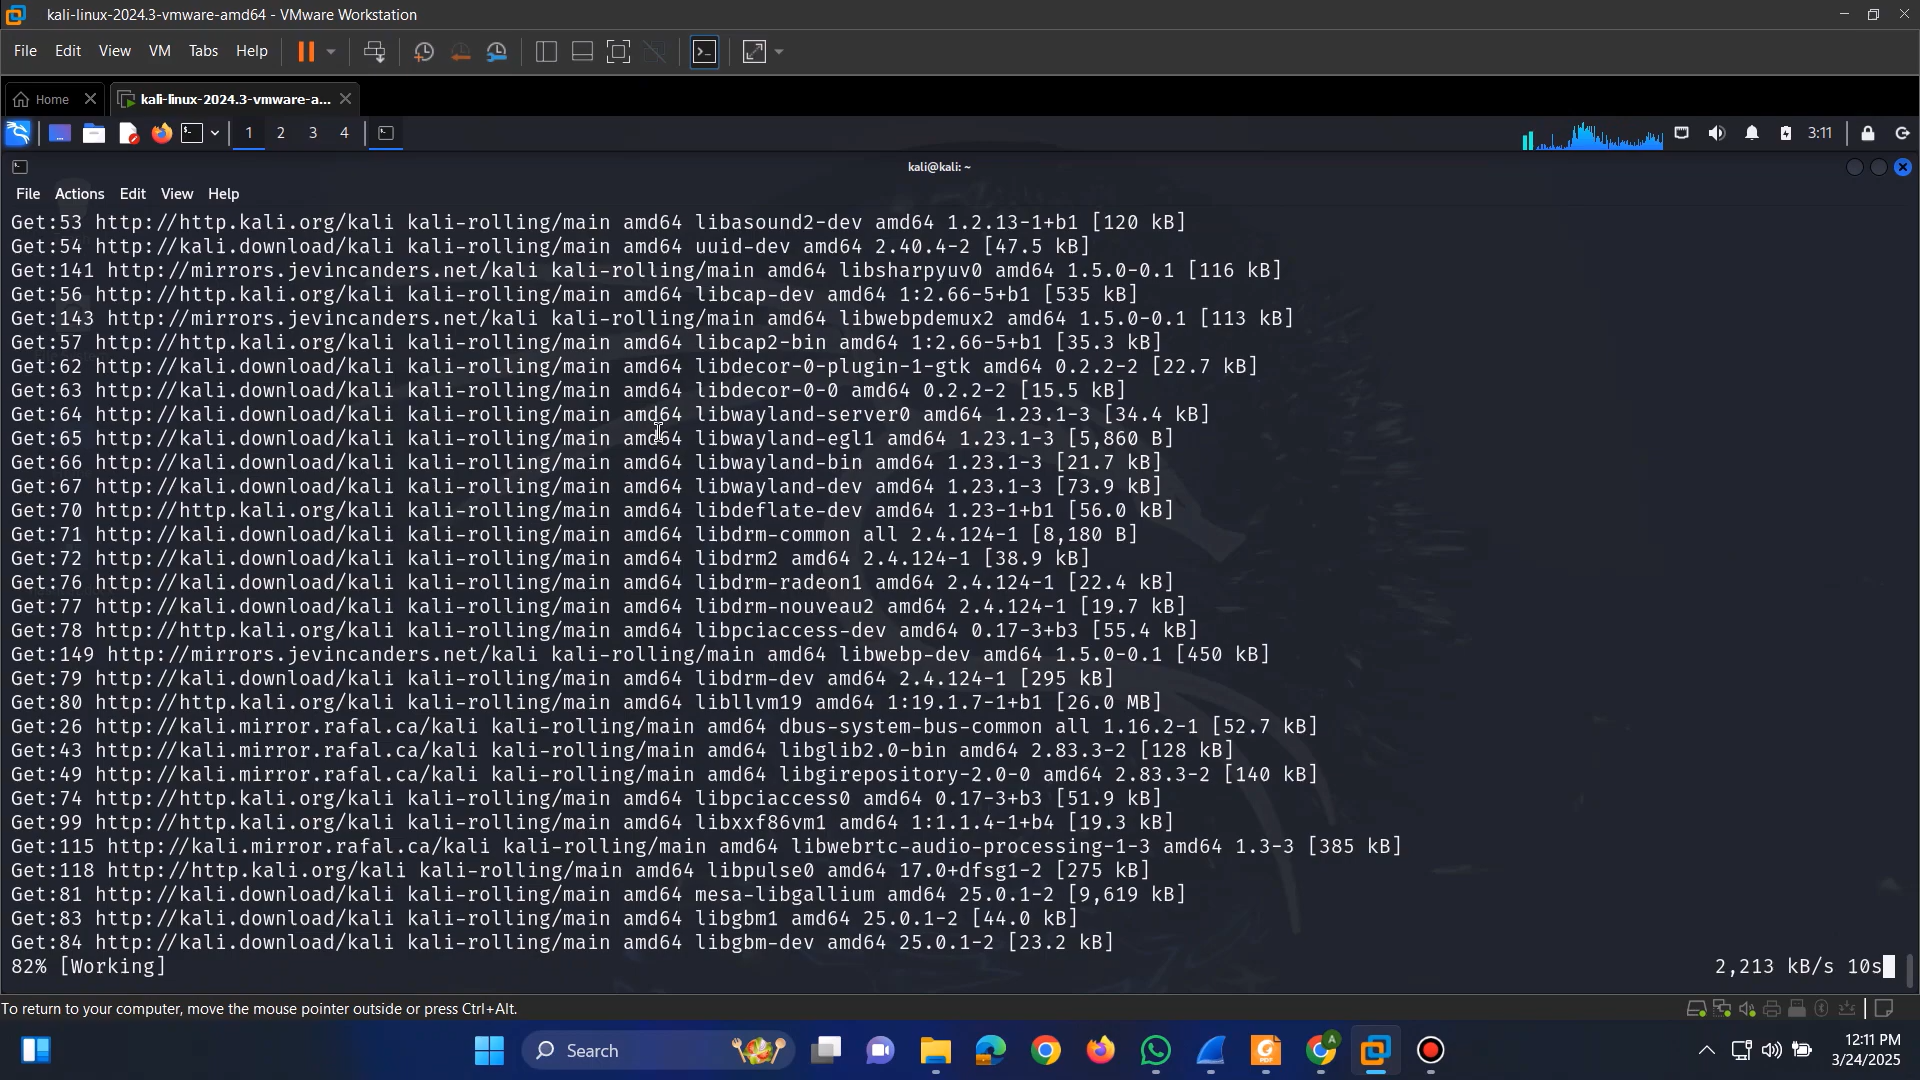 kali-linux-2024.3-vmware-amd64 - VMware Workstation
File Edit View VM Tabs Help
Home kali-linux-2024.3-vmware-a...
1 2 3 4 3:11
kali@kali: ~
File Actions Edit View Help
Get:53 http://http.kali.org/kali kali-rolling/main amd64 libasound2-dev amd64 1.2.13-1+b1 [120 kB]
Get:54 http://kali.download/kali kali-rolling/main amd64 uuid-dev amd64 2.40.4-2 [47.5 kB]
Get:141 http://mirrors.jevincanders.net/kali kali-rolling/main amd64 libsharpyuv0 amd64 1.5.0-0.1 [116 kB]
Get:56 http://http.kali.org/kali kali-rolling/main amd64 libcap-dev amd64 1:2.66-5+b1 [535 kB]
Get:143 http://mirrors.jevincanders.net/kali kali-rolling/main amd64 libwebpdemux2 amd64 1.5.0-0.1 [113 kB]
Get:57 http://http.kali.org/kali kali-rolling/main amd64 libcap2-bin amd64 1:2.66-5+b1 [35.3 kB]
Get:62 http://kali.download/kali kali-rolling/main amd64 libdecor-0-plugin-1-gtk amd64 0.2.2-2 [22.7 kB]
Get:63 http://kali.download/kali kali-rolling/main amd64 libdecor-0-0 amd64 0.2.2-2 [15.5 kB]
Get:64 http://kali.download/kali kali-rolling/main amd64 libwayland-server0 amd64 1.23.1-3 [34.4 kB]
Get:65 http://kali.download/kali kali-rolling/main amd64 libwayland-egl1 amd64 1.23.1-3 [5,860 B]
Get:66 http://kali.download/kali kali-rolling/main amd64 libwayland-bin amd64 1.23.1-3 [21.7 kB]
Get:67 http://kali.download/kali kali-rolling/main amd64 libwayland-dev amd64 1.23.1-3 [73.9 kB]
Get:70 http://http.kali.org/kali kali-rolling/main amd64 libdeflate-dev amd64 1.23-1+b1 [56.0 kB]
Get:71 http://kali.download/kali kali-rolling/main amd64 libdrm-common all 2.4.124-1 [8,180 B]
Get:72 http://kali.download/kali kali-rolling/main amd64 libdrm2 amd64 2.4.124-1 [38.9 kB]
Get:76 http://kali.download/kali kali-rolling/main amd64 libdrm-radeon1 amd64 2.4.124-1 [22.4 kB]
Get:77 http://kali.download/kali kali-rolling/main amd64 libdrm-nouveau2 amd64 2.4.124-1 [19.7 kB]
Get:78 http://http.kali.org/kali kali-rolling/main amd64 libpciaccess-dev amd64 0.17-3+b3 [55.4 kB]
Get:149 http://mirrors.jevincanders.net/kali kali-rolling/main amd64 libwebp-dev amd64 1.5.0-0.1 [450 kB]
Get:79 http://kali.download/kali kali-rolling/main amd64 libdrm-dev amd64 2.4.124-1 [295 kB]
Get:80 http://http.kali.org/kali kali-rolling/main amd64 libllvm19 amd64 1:19.1.7-1+b1 [26.0 MB]
Get:26 http://kali.mirror.rafal.ca/kali kali-rolling/main amd64 dbus-system-bus-common all 1.16.2-1 [52.7 kB]
Get:43 http://kali.mirror.rafal.ca/kali kali-rolling/main amd64 libglib2.0-bin amd64 2.83.3-2 [128 kB]
Get:49 http://kali.mirror.rafal.ca/kali kali-rolling/main amd64 libgirepository-2.0-0 amd64 2.83.3-2 [140 kB]
Get:74 http://http.kali.org/kali kali-rolling/main amd64 libpciaccess0 amd64 0.17-3+b3 [51.9 kB]
Get:99 http://http.kali.org/kali kali-rolling/main amd64 libxxf86vm1 amd64 1:1.1.4-1+b4 [19.3 kB]
Get:115 http://kali.mirror.rafal.ca/kali kali-rolling/main amd64 libwebrtc-audio-processing-1-3 amd64 1.3-3 [385 kB]
Get:118 http://http.kali.org/kali kali-rolling/main amd64 libpulse0 amd64 17.0+dfsg1-2 [275 kB]
Get:81 http://kali.download/kali kali-rolling/main amd64 mesa-libgallium amd64 25.0.1-2 [9,619 kB]
Get:83 http://kali.download/kali kali-rolling/main amd64 libgbm1 amd64 25.0.1-2 [44.0 kB]
Get:84 http://kali.download/kali kali-rolling/main amd64 libgbm-dev amd64 25.0.1-2 [23.2 kB]
82% [Working] 2,213 kB/s 10s
To return to your computer, move the mouse pointer outside or press Ctrl+Alt.
Search
12:11 PM
3/24/2025